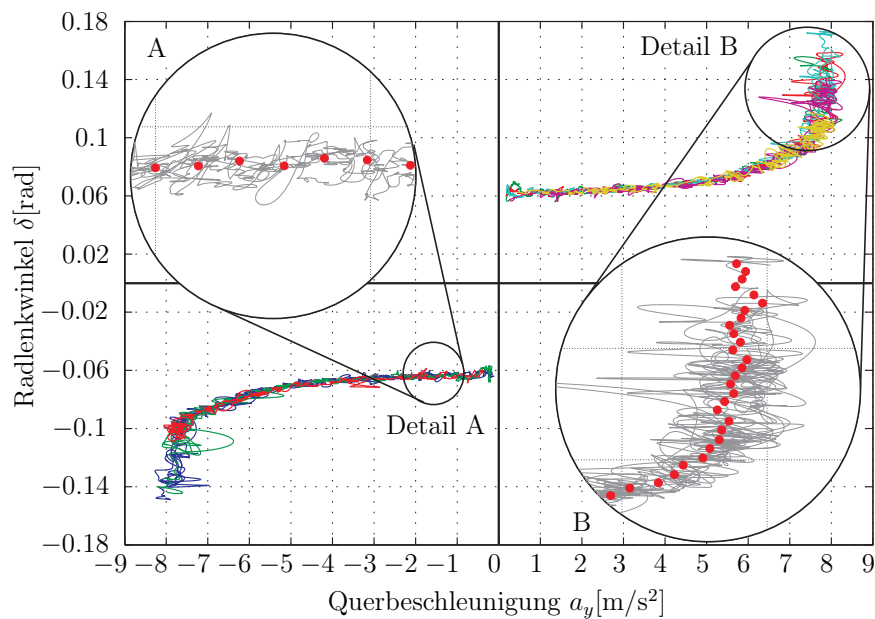 0.18
0.14
0.1
0.06
0.02
−0.02
−0.06
−0.1
−0.14
−0.18
Radlenkwinkel δ[rad]
A
Detail B
Detail A
B
−9 −8 −7 −6 −5 −4 −3 −2 −1 0 1 2 3 4 5 6 7 8 9
Querbeschleunigung a_y[m/s²]